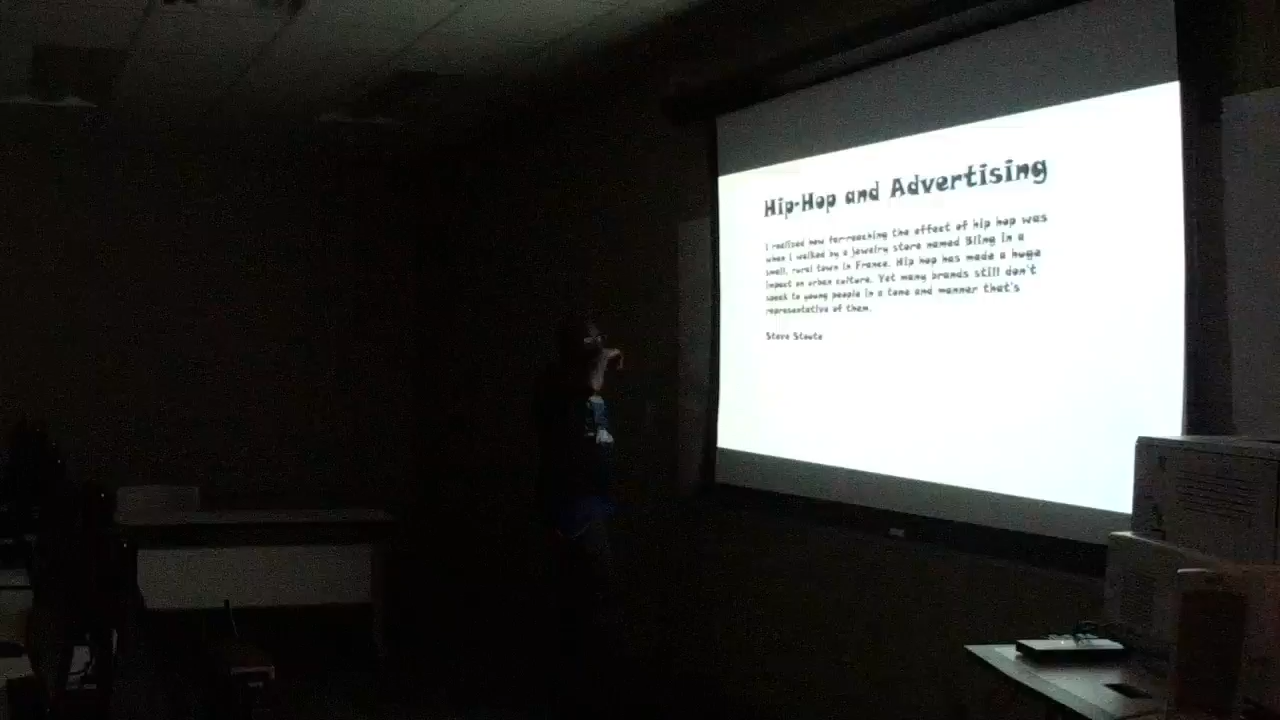 Hip-Hop and Advertising
I realized how far-reaching the effect of hip hop was
when I walked by a jewelry store named Bling in a
small, rural town in France. Hip hop has made a huge
impact on urban culture. Yet many brands still don't
speak to young people in a tone and manner that's
representative of them.
Steve Stoute